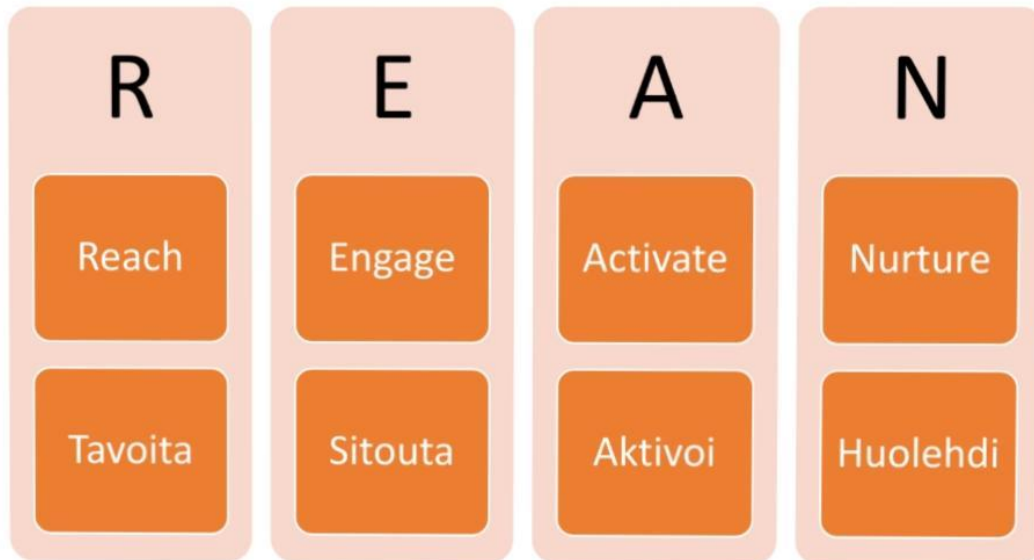 R
E
A
N
Reach
Engage
Activate
Nurture
Tavoita
Sitouta
Aktivoi
Huolehdi